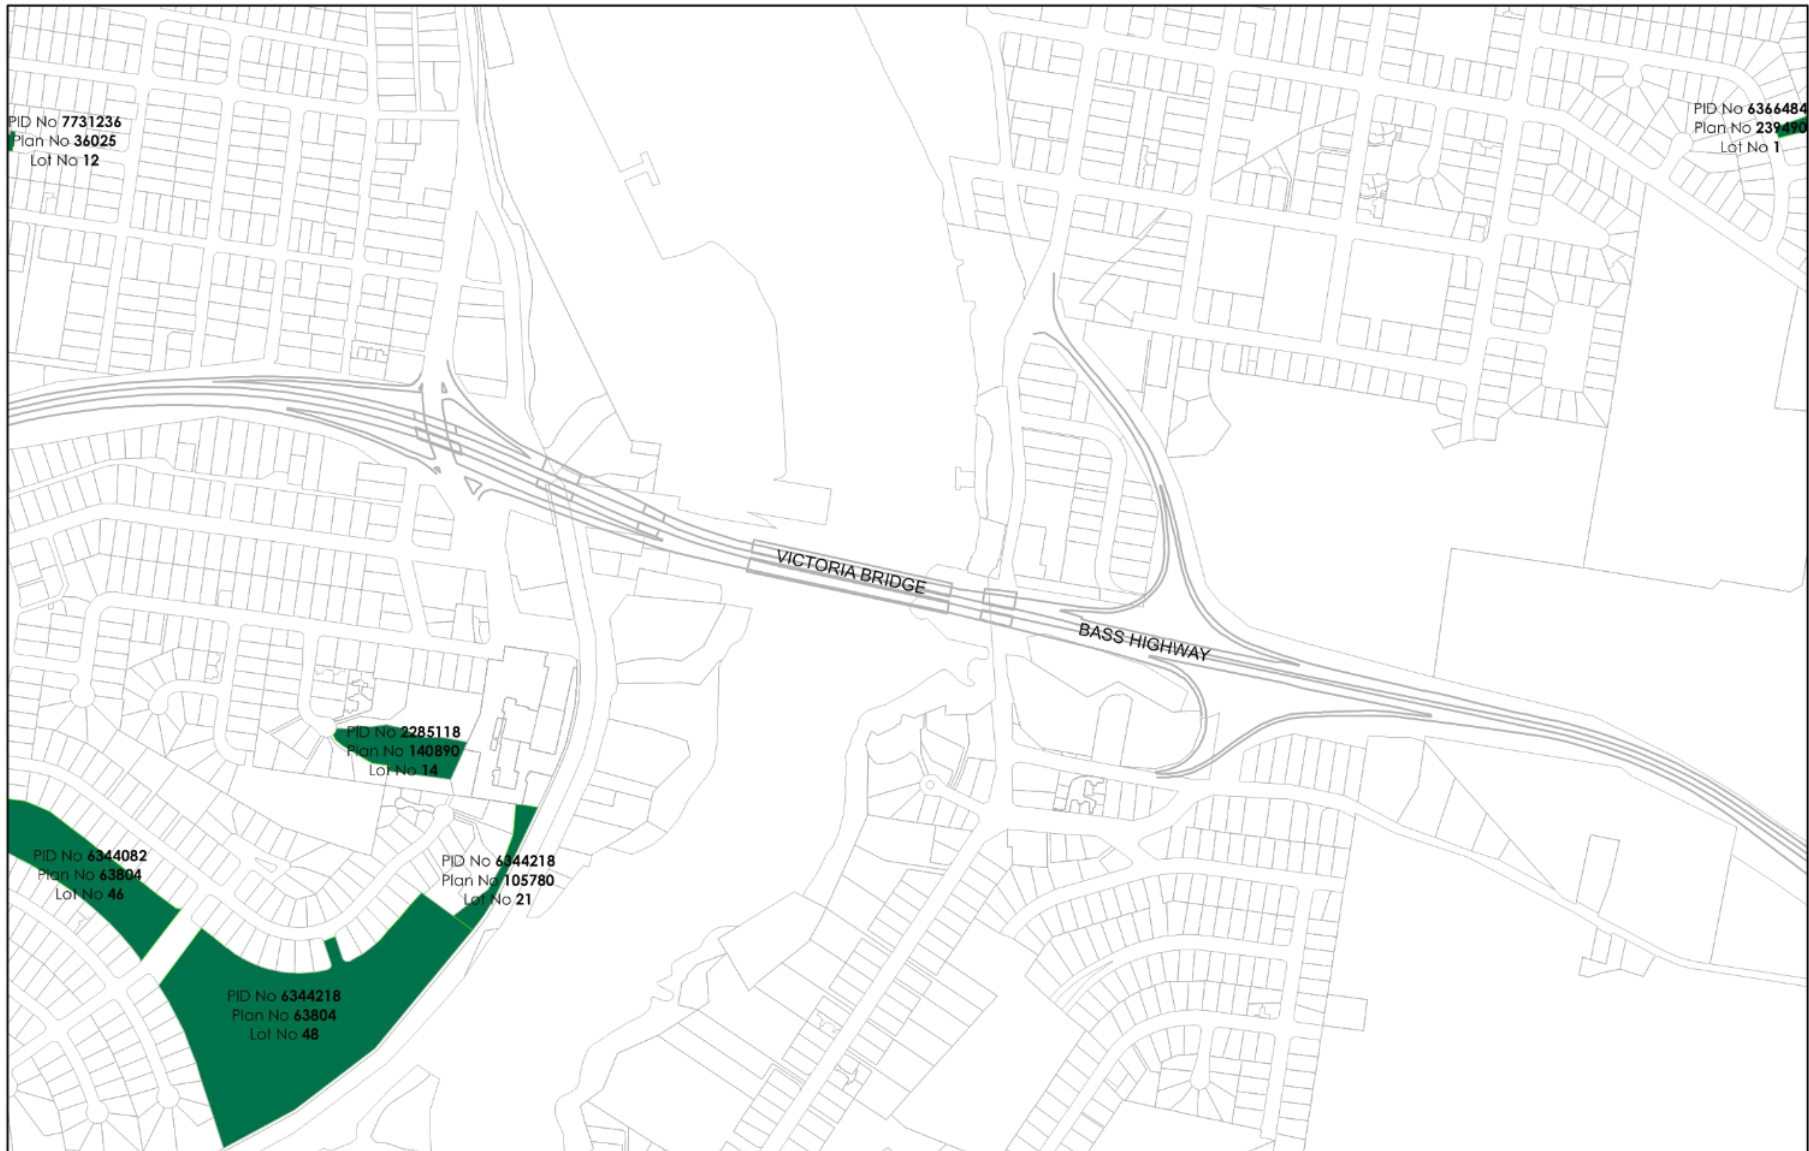 PID No 7731236
Plan No 36025
Lot No 12
PID No 6366484
Plan No 239490
Lot No 1
VICTORIA BRIDGE
BASS HIGHWAY
PID No 2285118
Plan No 140890
Lot No 14
PID No 6344082
Plan No 63804
Lot No 46
PID No 6344218
Plan No 105780
Lot No 21
PID No 6344218
Plan No 63804
Lot No 48